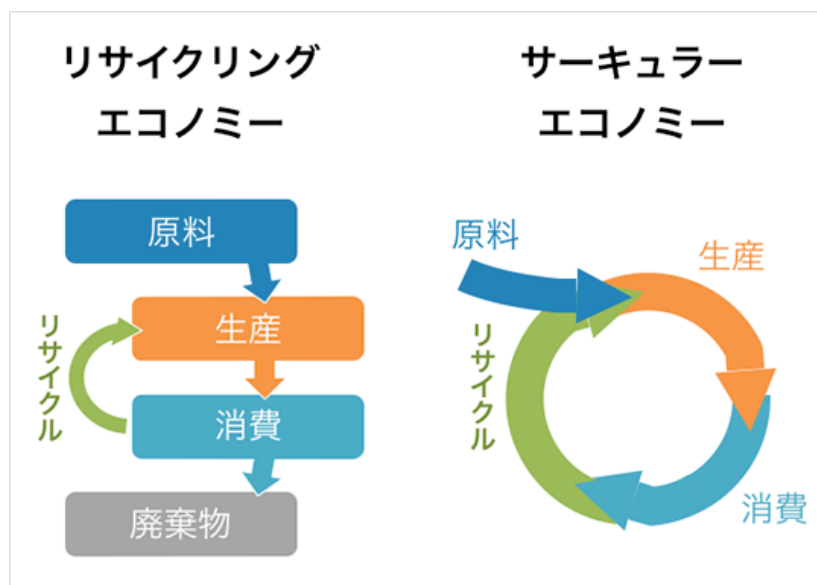 リサイクリング
エコノミー
原料
生産
リサイクル
消費
廃棄物
サーキュラー
エコノミー
原料
生産
リサイクル
消費